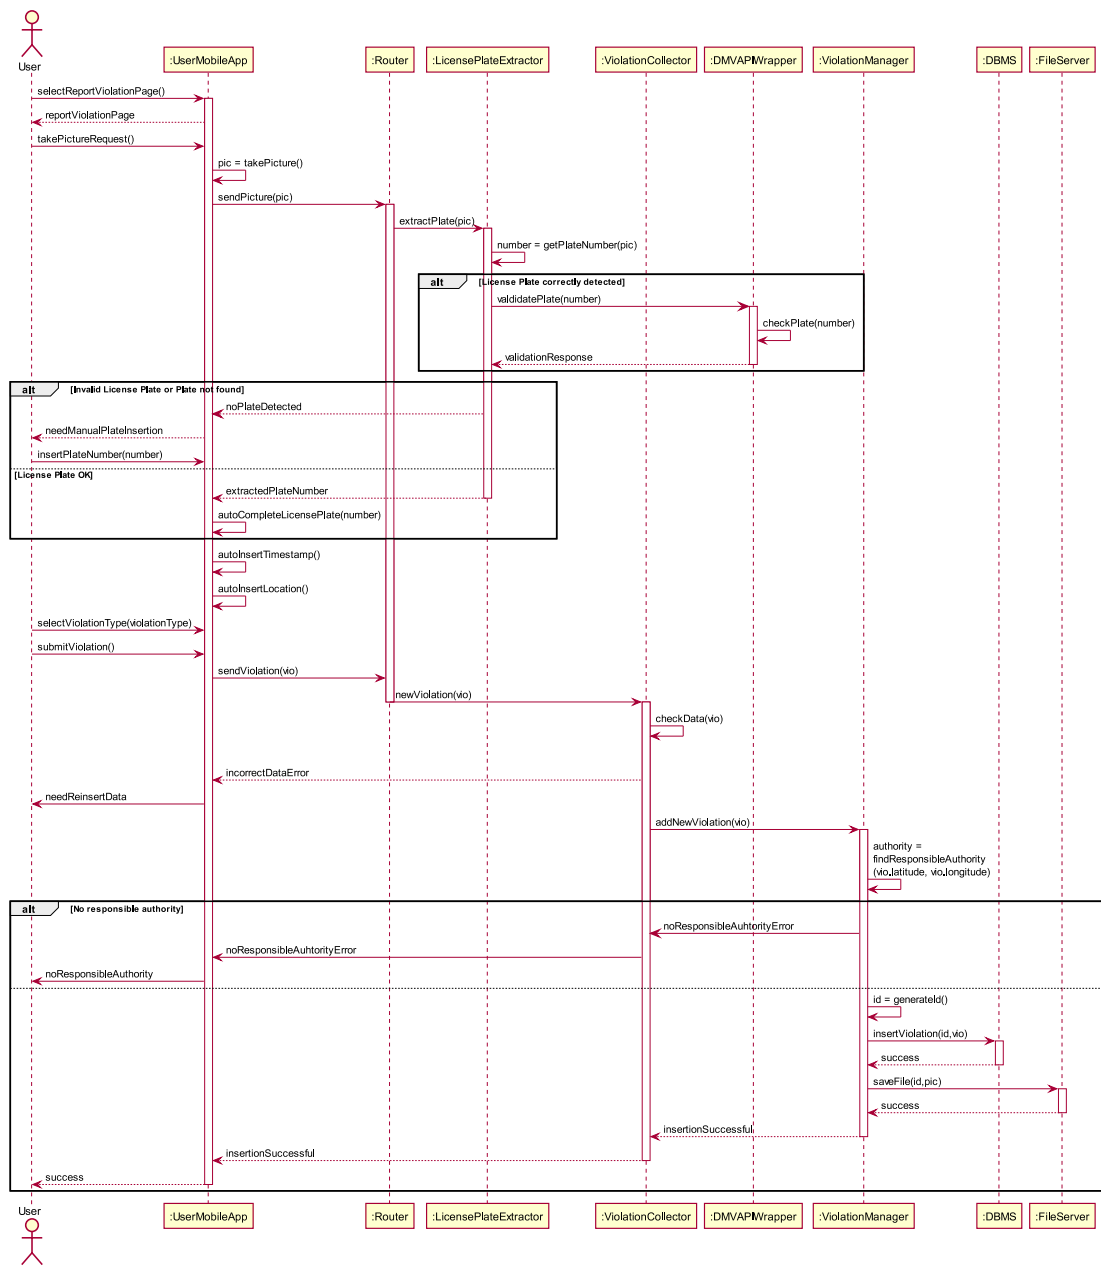 User
:UserMobileApp
:Router
:LicensePlateExtractor
:ViolationCollector
:DMVAPIWrapper
:ViolationManager
:DBMS
:FileServer
selectReportViolationPage()
reportViolationPage
takePictureRequest()
pic = takePicture()
sendPicture(pic)
extractPlate(pic)
number = getPlateNumber(pic)
alt [License Plate correctly detected]
valdidatePlate(number)
checkPlate(number)
validationResponse
alt [Invalid License Plate or Plate not found]
noPlateDetected
needManualPlateInsertion
insertPlateNumber(number)
[License Plate OK]
extractedPlateNumber
autoCompleteLicensePlate(number)
autoInsertTimestamp()
autoInsertLocation()
selectViolationType(violationType)
submitViolation()
sendViolation(vio)
newViolation(vio)
checkData(vio)
incorrectDataError
needReinsertData
addNewViolation(vio)
authority =
findResponsibleAuthority
(vio.latitude, vio.longitude)
alt [No responsible authority]
noResponsibleAuhtorityError
noResponsibleAuhtorityError
noResponsibleAuthority
id = generateId()
insertViolation(id,vio)
success
saveFile(id,pic)
success
insertionSuccessful
insertionSuccessful
success
User
:UserMobileApp
:Router
:LicensePlateExtractor
:ViolationCollector
:DMVAPIWrapper
:ViolationManager
:DBMS
:FileServer